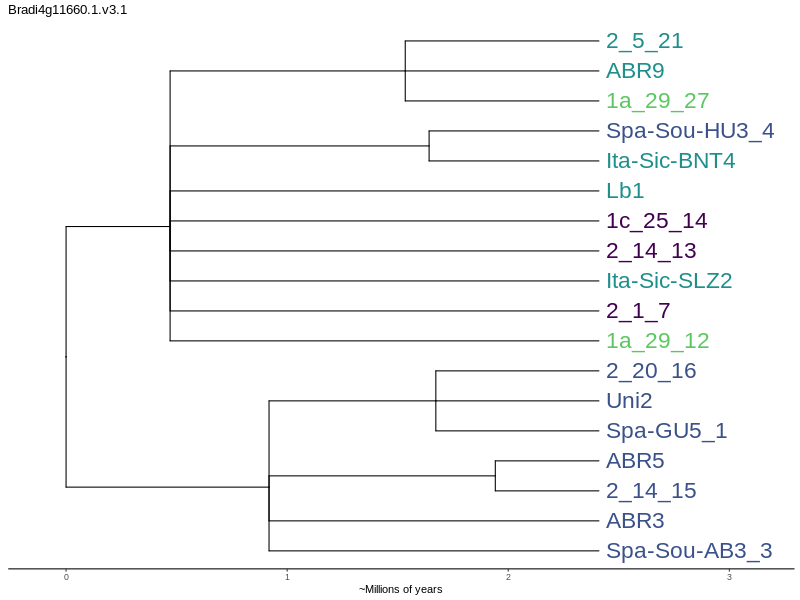 Bradi4g11660.1.v3.1
2_5_21
ABR9
1a_29_27
Spa-Sou-HU3_4
Ita-Sic-BNT4
Lb1
1c_25_14
2_14_13
Ita-Sic-SLZ2
2_1_7
1a_29_12
2_20_16
Uni2
Spa-GU5_1
ABR5
2_14_15
ABR3
Spa-Sou-AB3_3
0 1 2 3
~Millions of years